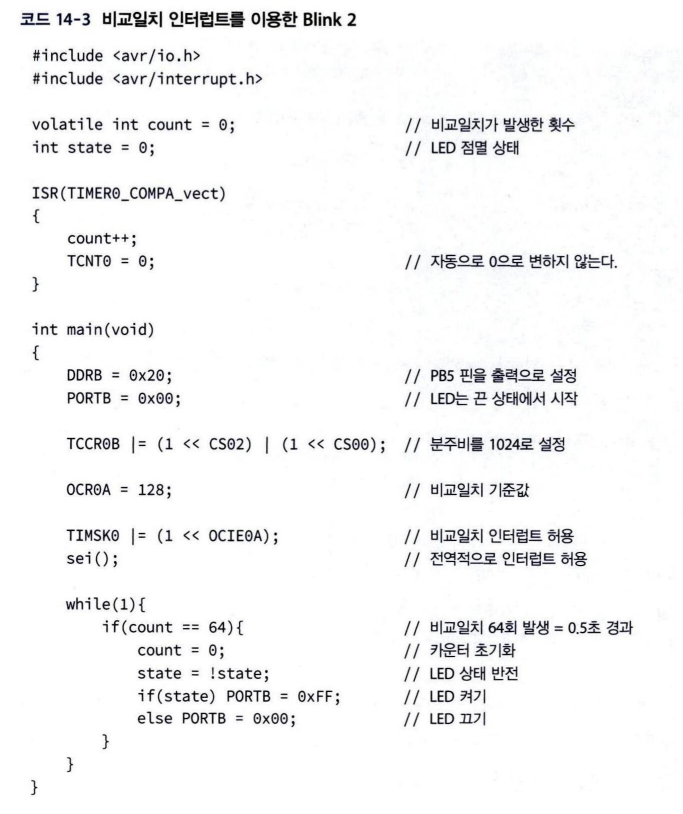 코드 14-3 비교일치 인터럽트를 이용한 Blink 2
#include <avr/io.h>
#include <avr/interrupt.h>
volatile int count = 0; // 비교일치가 발생한 횟수
int state = 0; // LED 점멸 상태
ISR(TIMER0_COMPA_vect)
{
count++;
TCNT0 = 0; // 자동으로 0으로 변하지 않는다.
}
int main(void)
{
DDRB = 0x20; // PB5 핀을 출력으로 설정
PORTB = 0x00; // LED는 끈 상태에서 시작
TCCR0B |= (1 << CS02) | (1 << CS00); // 분주비를 1024로 설정
OCR0A = 128; // 비교일치 기준값
TIMSK0 |= (1 << OCIE0A); // 비교일치 인터럽트 허용
sei(); // 전역적으로 인터럽트 허용
while(1){
if(count == 64){ // 비교일치 64회 발생 = 0.5초 경과
count = 0; // 카운터 초기화
state = !state; // LED 상태 반전
if(state) PORTB = 0xFF; // LED 켜기
else PORTB = 0x00; // LED 끄기
}
}
}